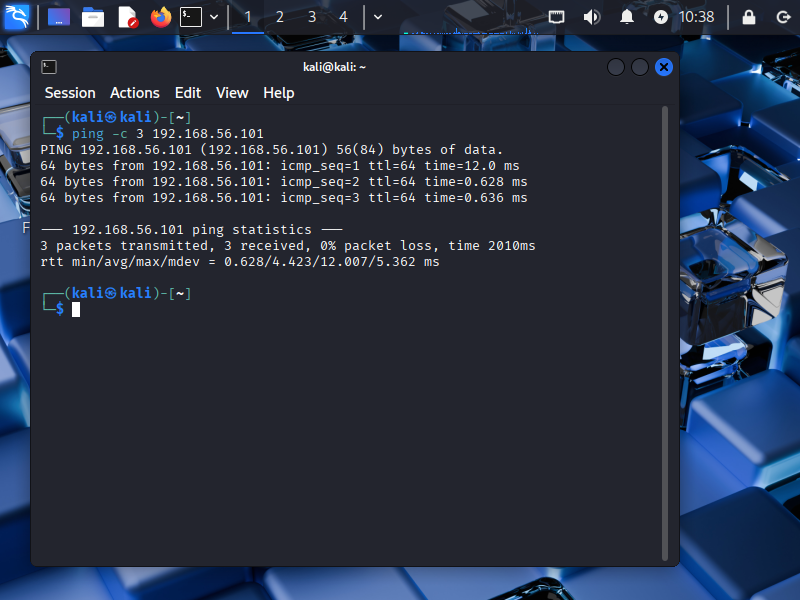 1 2 3 4 10:38
kali@kali: ~
Session Actions Edit View Help
┌──(kali㉿kali)-[~]
└─$ ping -c 3 192.168.56.101
PING 192.168.56.101 (192.168.56.101) 56(84) bytes of data.
64 bytes from 192.168.56.101: icmp_seq=1 ttl=64 time=12.0 ms
64 bytes from 192.168.56.101: icmp_seq=2 ttl=64 time=0.628 ms
64 bytes from 192.168.56.101: icmp_seq=3 ttl=64 time=0.636 ms
--- 192.168.56.101 ping statistics ---
3 packets transmitted, 3 received, 0% packet loss, time 2010ms
rtt min/avg/max/mdev = 0.628/4.423/12.007/5.362 ms
┌──(kali㉿kali)-[~]
└─$